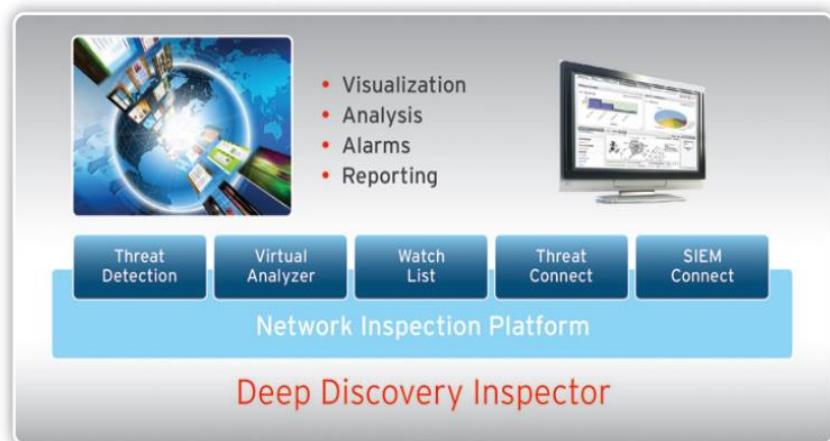 • Visualization
• Analysis
• Alarms
• Reporting
Threat
Detection
Virtual
Analyzer
Watch
List
Threat
Connect
SIEM
Connect
Network Inspection Platform
Deep Discovery Inspector